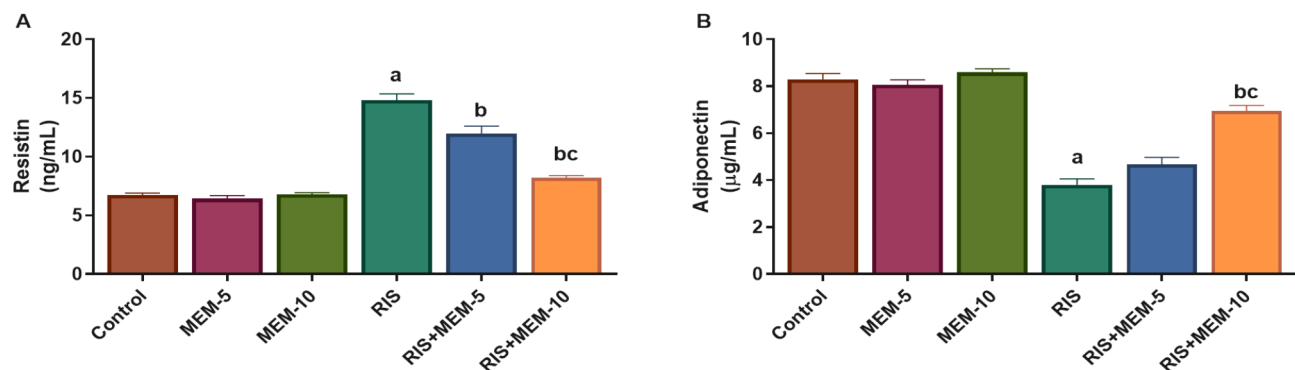 A
Resistin
(ng/mL)
20
15
10
5
0
a
b
bc
Control
MEM-5
MEM-10
RIS
RIS+MEM-5
RIS+MEM-10
B
Adiponectin
(µg/mL)
10
8
6
4
2
0
a
bc
Control
MEM-5
MEM-10
RIS
RIS+MEM-5
RIS+MEM-10